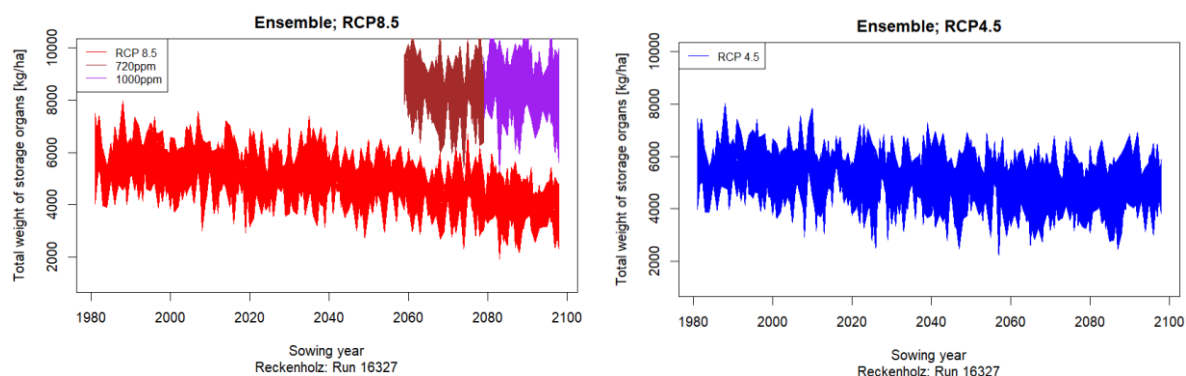 Ensemble; RCP8.5
Total weight of storage organs [kg/ha]
10000
8000
6000
4000
2000
RCP 8.5
720ppm
1000ppm
1980 2000 2020 2040 2060 2080 2100
Sowing year
Reckenholz: Run 16327
Ensemble; RCP4.5
Total weight of storage organs [kg/ha]
10000
8000
6000
4000
2000
RCP 4.5
1980 2000 2020 2040 2060 2080 2100
Sowing year
Reckenholz: Run 16327